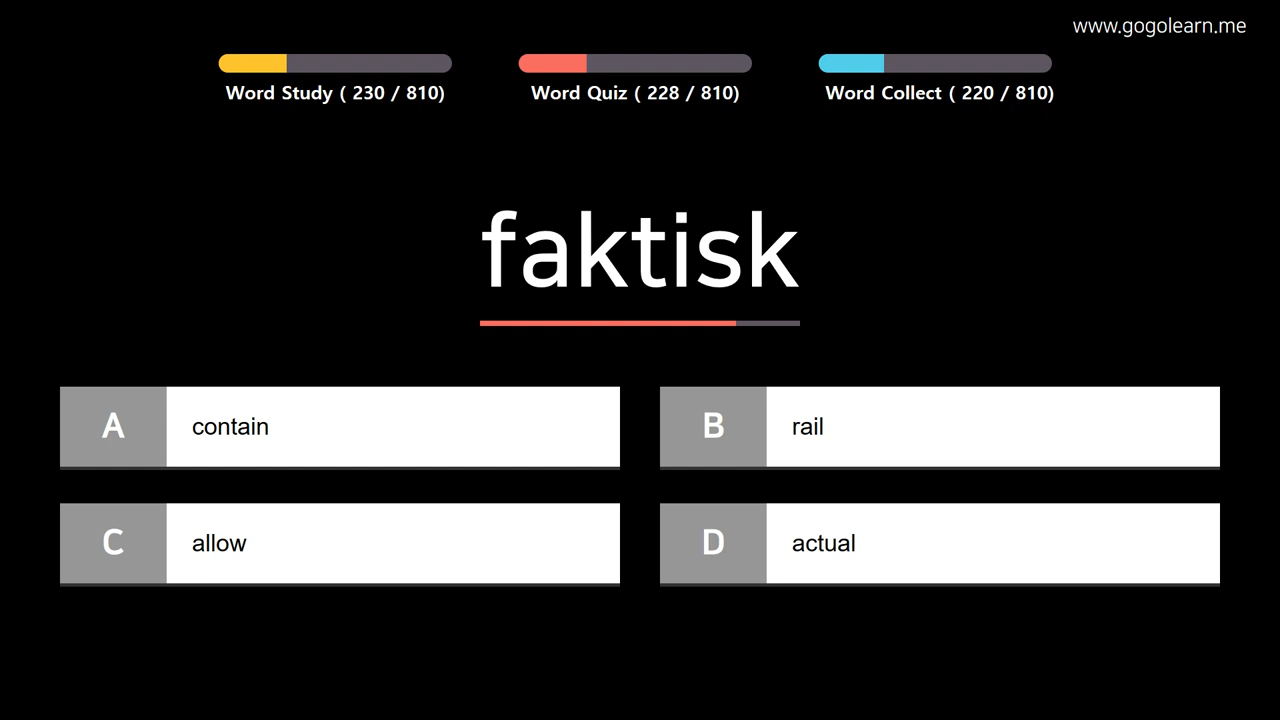 www.gogolearn.me
Word Study ( 230 / 810)
Word Quiz ( 228 / 810)
Word Collect ( 220 / 810)
faktisk
A contain
B rail
C allow
D actual